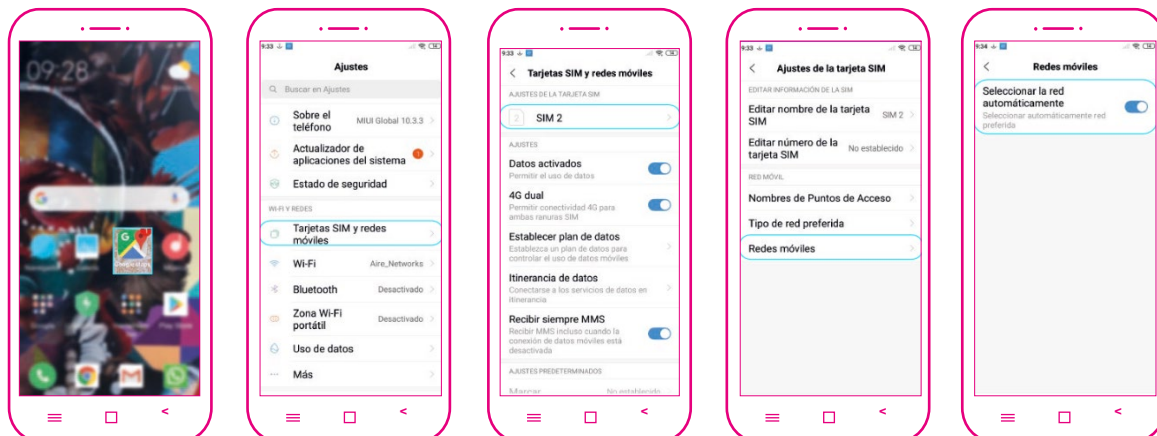 09:28
Play Store
9:33
Ajustes
Buscar en Ajustes
Sobre el
teléfono
MIUI Global 10.3.3
Actualizador de
aplicaciones del sistema
1
Estado de seguridad
WI-FI Y REDES
Tarjetas SIM y redes
móviles
Wi-Fi
Aire_Networks
Bluetooth
Desactivado
Zona Wi-Fi
portátil
Desactivado
Uso de datos
Más
9:33
Tarjetas SIM y redes móviles
AJUSTES DE LA TARJETA SIM
2
SIM 2
AJUSTES
Datos activados
Permitir el uso de datos
4G dual
Permitir conectividad 4G para
ambas ranuras SIM
Establecer plan de datos
Establezca un plan de datos para
controlar el uso de datos móviles
Itinerancia de datos
Conectarse a los servicios de datos en
itinerancia
Recibir siempre MMS
Recibir MMS incluso cuando la
conexión de datos móviles está
desactivada
AJUSTES PREDETERMINADOS
Marcar
No establecido
9:33
Ajustes de la tarjeta SIM
EDITAR INFORMACIÓN DE LA SIM
Editar nombre de la tarjeta
SIM
SIM 2
Editar número de la
tarjeta SIM
No establecido
RED MÓVIL
Nombres de Puntos de Acceso
Tipo de red preferida
Redes móviles
9:34
Redes móviles
Seleccionar la red
automáticamente
Seleccionar automáticamente red
preferida